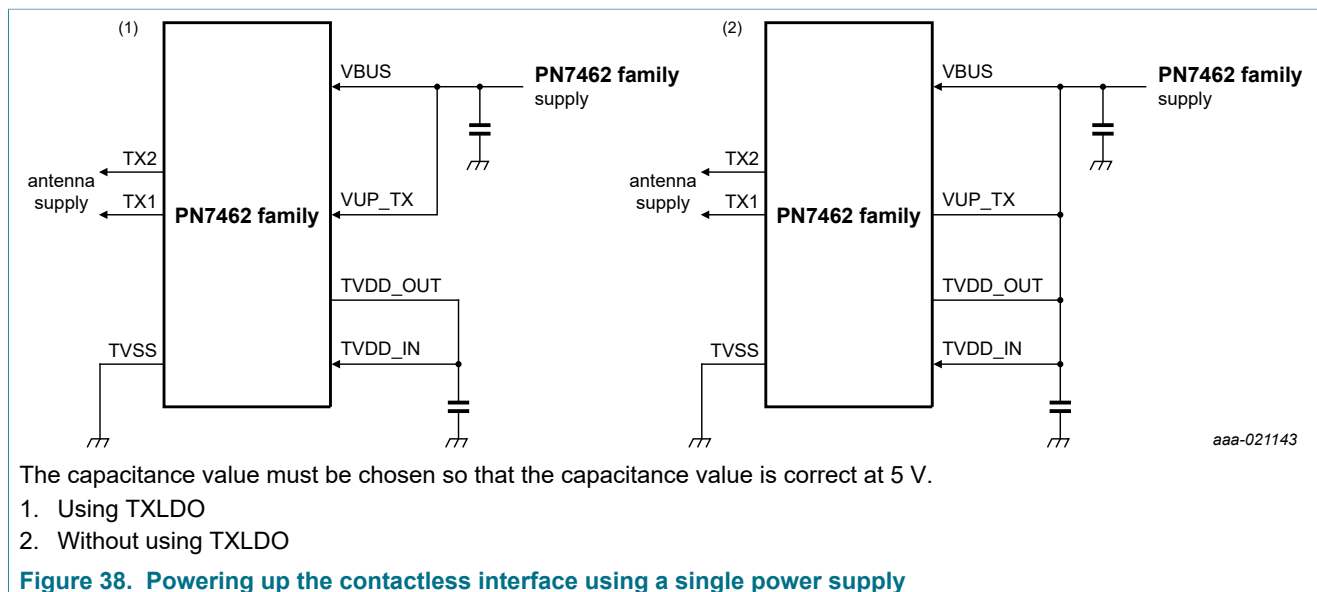 (1)
VBUS
PN7462 family
supply
TX2
antenna
supply
TX1
PN7462 family
VUP_TX
TVDD_OUT
TVSS
TVDD_IN
(2)
VBUS
PN7462 family
supply
TX2
antenna
supply
TX1
PN7462 family
VUP_TX
TVDD_OUT
TVSS
TVDD_IN
aaa-021143
The capacitance value must be chosen so that the capacitance value is correct at 5 V.
1. Using TXLDO
2. Without using TXLDO
Figure 38. Powering up the contactless interface using a single power supply